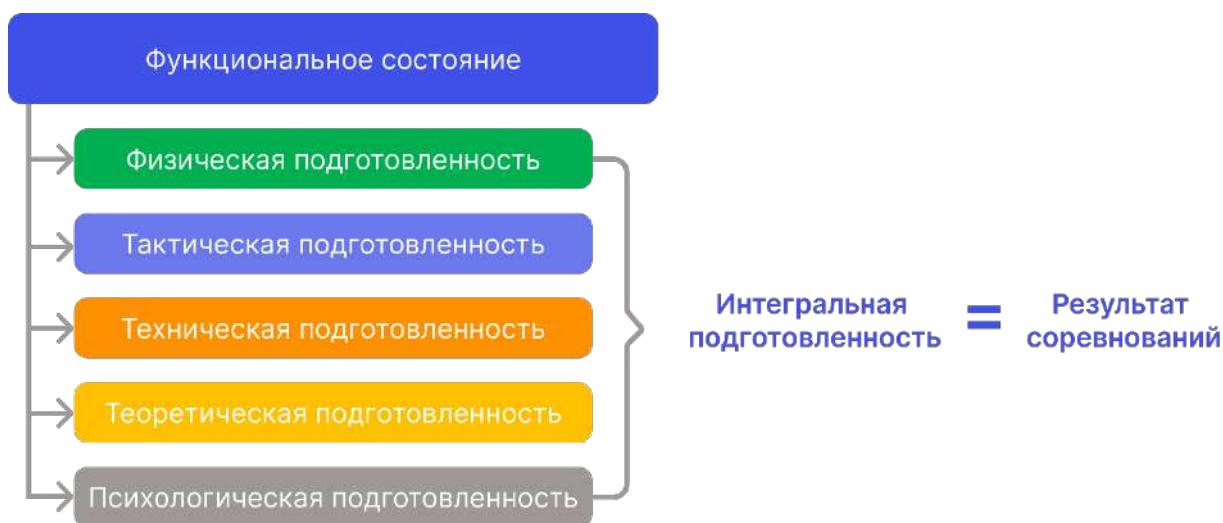 Функциональное состояние
Физическая подготовленность
Тактическая подготовленность
Техническая подготовленность
Теоретическая подготовленность
Психологическая подготовленность
Интегральная
подготовленность
=
Результат
соревнований